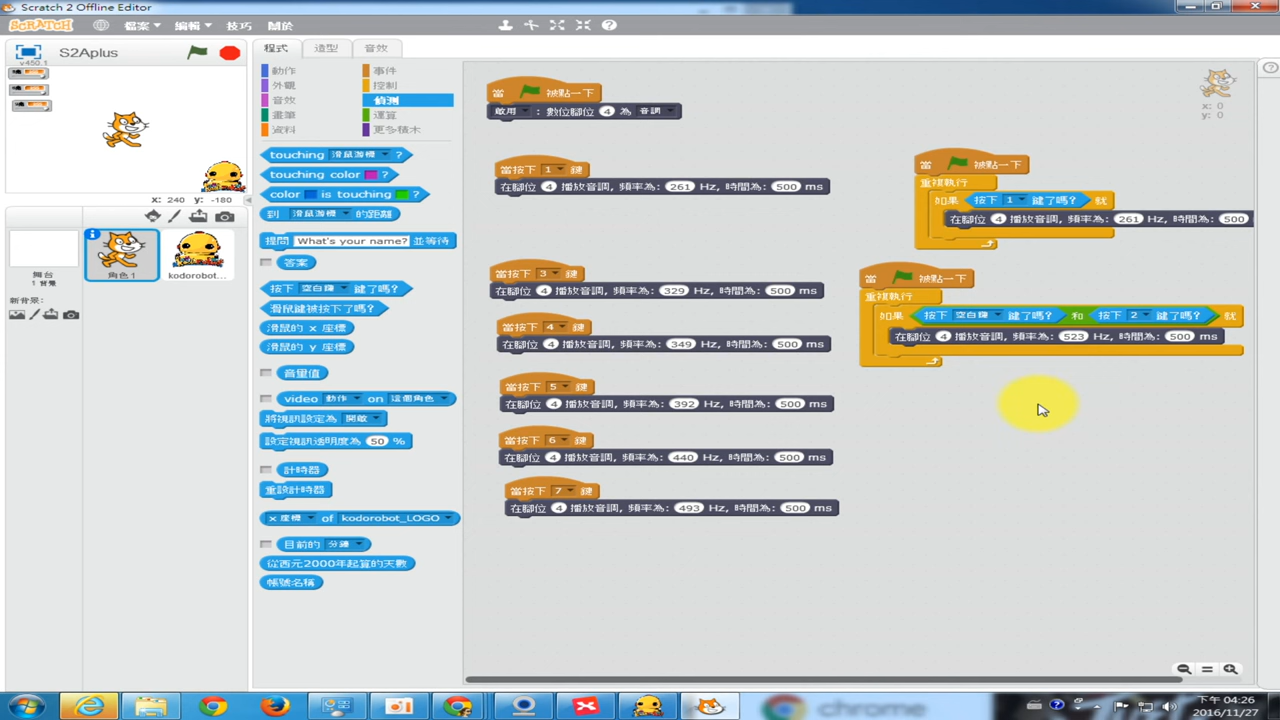 Scratch 2 Offline Editor
SCRATCH 檔案 編輯 技巧 關於
S2Aplus
v450.1
x: 240 y: -180
舞台
1 背景
新背景:
角色1
kodorobot...
程式 造型 音效
動作 事件
外觀 控制
音效 偵測
畫筆 運算
資料 更多積木
touching 滑鼠游標 ?
touching color ?
color is touching ?
到 滑鼠游標 的距離
提問 What's your name? 並等待
答案
按下 空白鍵 鍵了嗎?
滑鼠鍵被按下了嗎?
滑鼠的 x 座標
滑鼠的 y 座標
音量值
video 動作 on 這個角色
將視訊設定為 開啟
設定視訊透明度為 50 %
計時器
重設計時器
x 座標 of kodorobot_LOGO
目前的 分鐘
從西元2000年起算的天數
帳號名稱
當 被點一下
啟用 : 數位腳位 4 為 音調
當按下 1 鍵
在腳位 4 播放音調, 頻率為: 261 Hz, 時間為: 500 ms
當按下 3 鍵
在腳位 4 播放音調, 頻率為: 329 Hz, 時間為: 500 ms
當按下 4 鍵
在腳位 4 播放音調, 頻率為: 349 Hz, 時間為: 500 ms
當按下 5 鍵
在腳位 4 播放音調, 頻率為: 392 Hz, 時間為: 500 ms
當按下 6 鍵
在腳位 4 播放音調, 頻率為: 440 Hz, 時間為: 500 ms
當按下 7 鍵
在腳位 4 播放音調, 頻率為: 493 Hz, 時間為: 500 ms
當 被點一下
重複執行
如果 按下 1 鍵了嗎? 就
在腳位 4 播放音調, 頻率為: 261 Hz, 時間為: 500
當 被點一下
重複執行
如果 按下 空白鍵 鍵了嗎? 和 按下 2 鍵了嗎? 就
在腳位 4 播放音調, 頻率為: 523 Hz, 時間為: 500 ms
x: 0
y: 0
chrome
下午 04:26
2016/11/27